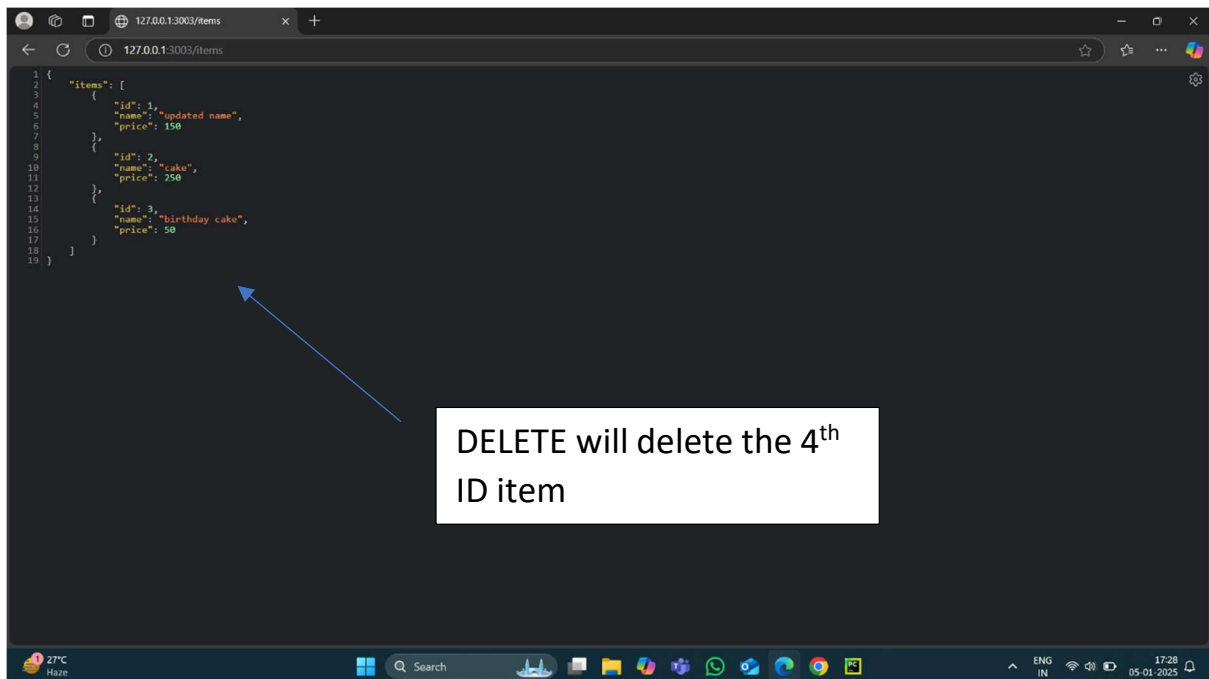 127.0.0.1:3003/items
127.0.0.1:3003/items
1 {
2 "items": [
3 {
4 "id": 1,
5 "name": "updated name",
6 "price": 150
7 },
8 {
9 "id": 2,
10 "name": "cake",
11 "price": 250
12 },
13 {
14 "id": 3,
15 "name": "birthday cake",
16 "price": 50
17 }
18 ]
19 }
DELETE will delete the 4th
ID item
1
27°C
Haze
Search
PC
ENG
IN
17:28
05-01-2025